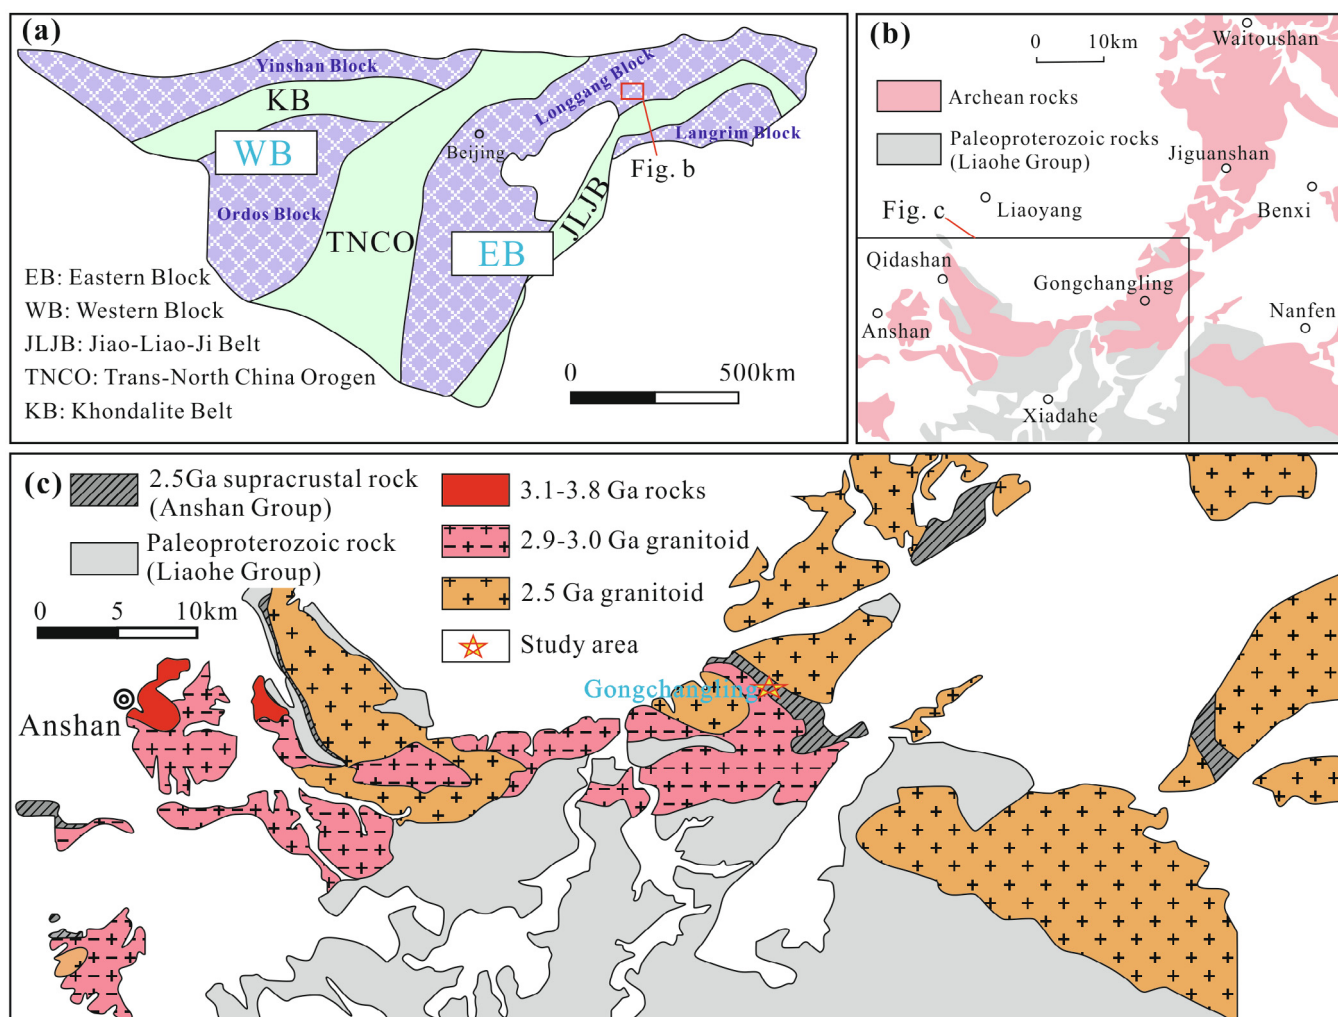 (a)
Yinshan Block
KB
WB
Ordos Block
TNCO
Beijing
Longgang Block
Langrim Block
Fig. b
JLJB
EB
EB: Eastern Block
WB: Western Block
JLJB: Jiao-Liao-Ji Belt
TNCO: Trans-North China Orogen
KB: Khondalite Belt
0 500km
(b)
0 10km
Waitoushan
Archean rocks
Paleoproterozoic rocks
(Liaohe Group)
Jiguanshan
Benxi
Liaoyang
Fig. c
Qidashan
Gongchangling
Anshan
Nanfen
Xiadahe
(c)
2.5Ga supracrustal rock
(Anshan Group)
Paleoproterozoic rock
(Liaohe Group)
0 5 10km
3.1-3.8 Ga rocks
2.9-3.0 Ga granitoid
2.5 Ga granitoid
Study area
Gongchangling
Anshan